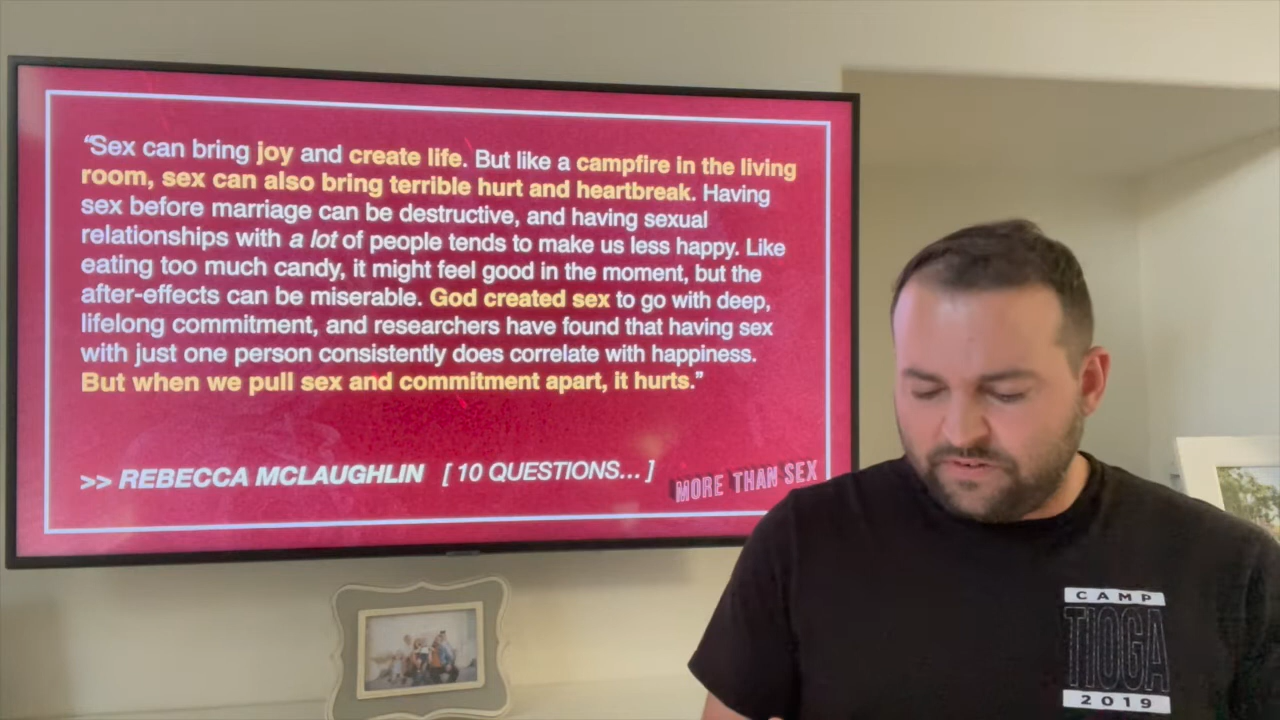 “Sex can bring joy and create life. But like a campfire in the living
room, sex can also bring terrible hurt and heartbreak. Having
sex before marriage can be destructive, and having sexual
relationships with a lot of people tends to make us less happy. Like
eating too much candy, it might feel good in the moment, but the
after-effects can be miserable. God created sex to go with deep,
lifelong commitment, and researchers have found that having sex
with just one person consistently does correlate with happiness.
But when we pull sex and commitment apart, it hurts.”
>> REBECCA MCLAUGHLIN [ 10 QUESTIONS... ]
MORE THAN SEX
CAMP
TIOGA
2019